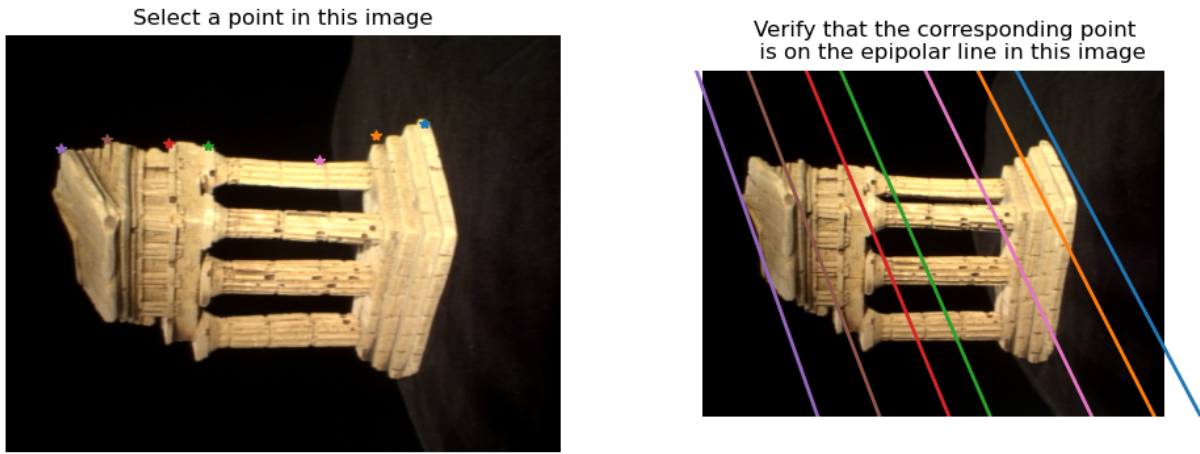 Select a point in this image
Verify that the corresponding point
is on the epipolar line in this image